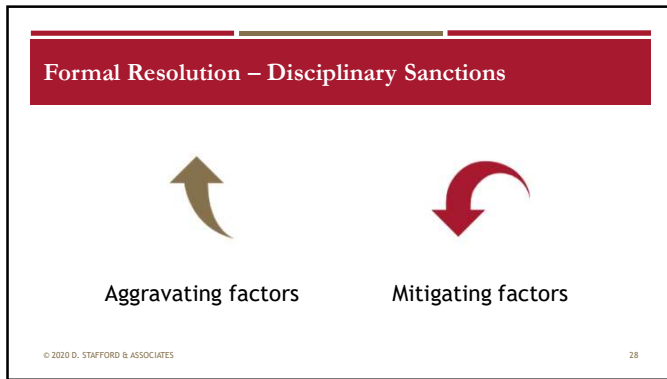 Formal Resolution – Disciplinary Sanctions
Aggravating factors
Mitigating factors
© 2020 D. STAFFORD & ASSOCIATES
28